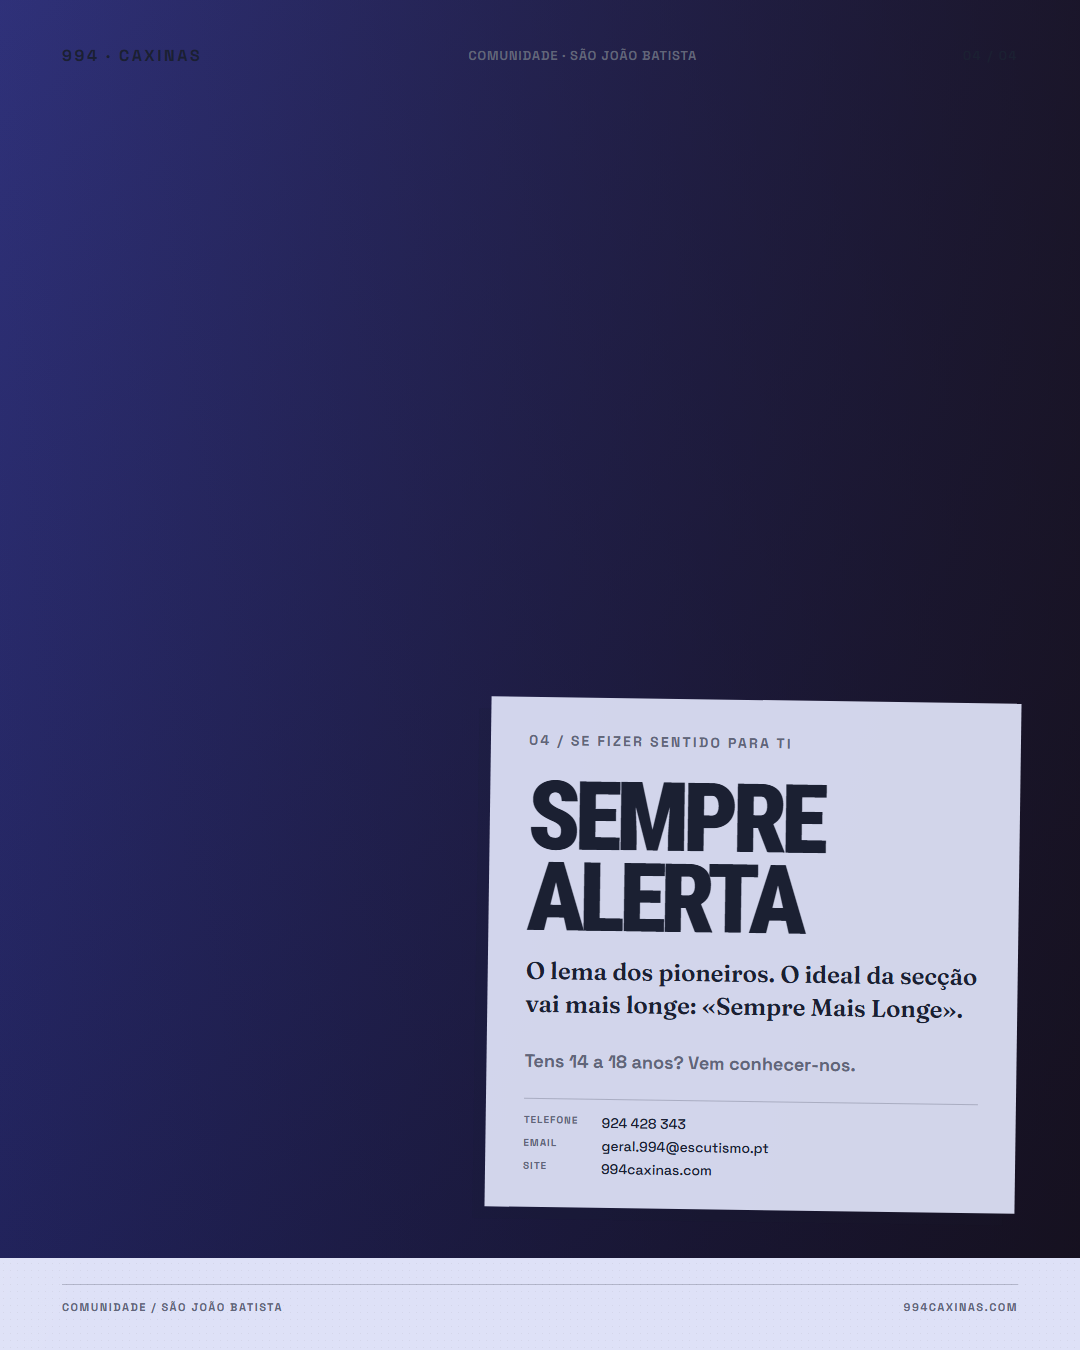 994 · CAXINAS
COMUNIDADE · SÃO JOÃO BATISTA
04 / SE FIZER SENTIDO PARA TI
SEMPRE
ALERTA
O lema dos pioneiros. O ideal da secção
vai mais longe: «Sempre Mais Longe».
Tens 14 a 18 anos? Vem conhecer-nos.
TELEFONE 924 428 343
EMAIL geral.994@escutismo.pt
SITE 994caxinas.com
COMUNIDADE / SÃO JOÃO BATISTA
994CAXINAS.COM